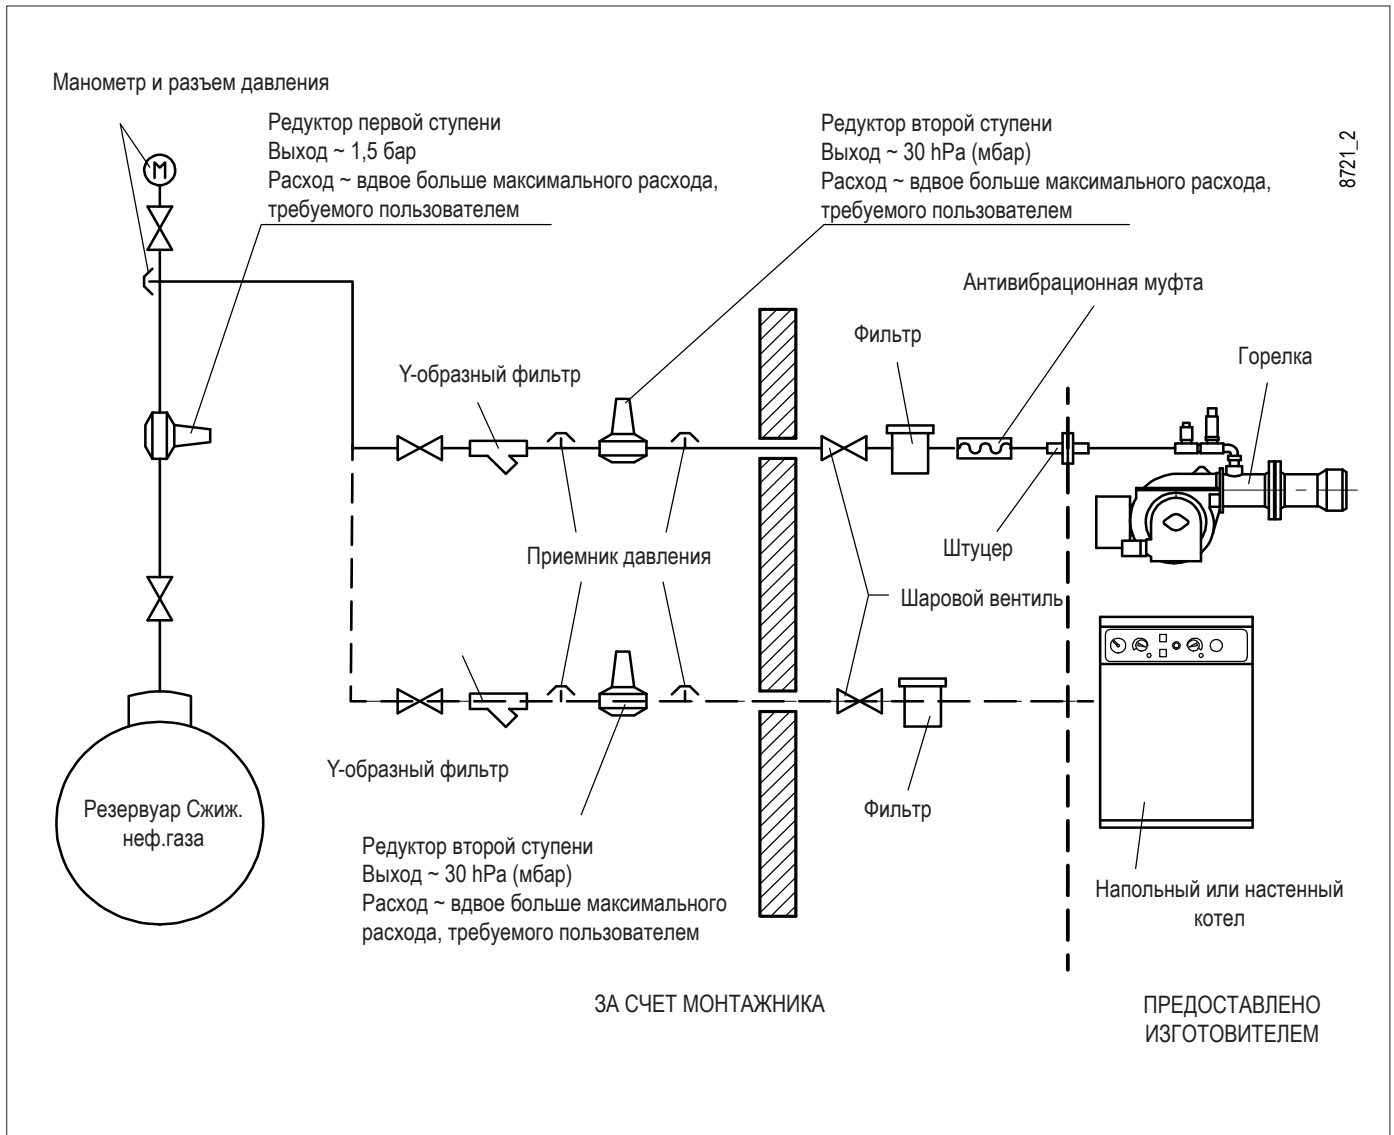 Манометр и разъем давления
Редуктор первой ступени
Выход ~ 1,5 бар
Расход ~ вдвое больше максимального расхода,
требуемого пользователем
Редуктор второй ступени
Выход ~ 30 hPa (мбар)
Расход ~ вдвое больше максимального расхода,
требуемого пользователем
8721_2
M
Антивибрационная муфта
Фильтр
Горелка
Y-образный фильтр
Штуцер
Приемник давления
Шаровой вентиль
Y-образный фильтр
Фильтр
Резервуар Сжиж.
неф.газа
Редуктор второй ступени
Выход ~ 30 hPa (мбар)
Расход ~ вдвое больше максимального
расхода, требуемого пользователем
Напольный или настенный
котел
ЗА СЧЕТ МОНТАЖНИКА
ПРЕДОСТАВЛЕНО
ИЗГОТОВИТЕЛЕМ